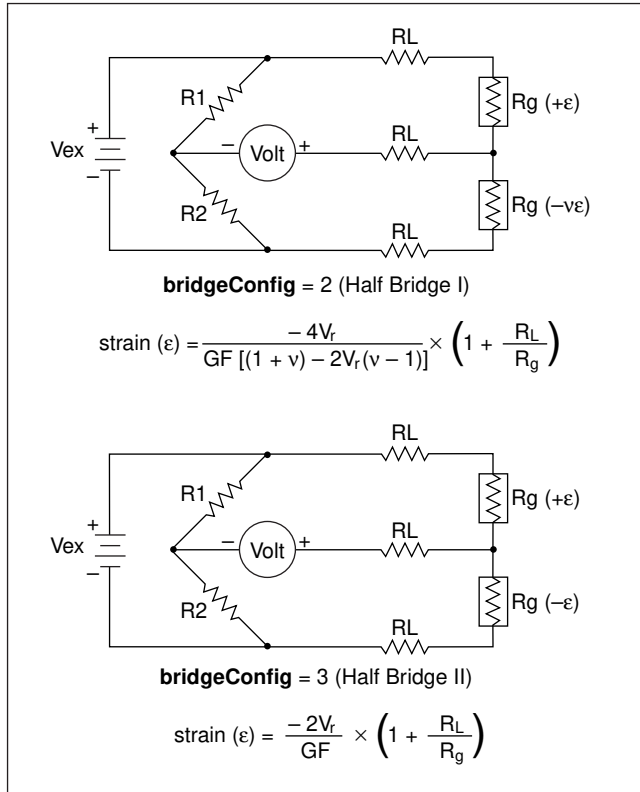 RL
R1
Rg (+ε)
Vex
+
−
− Volt +
RL
R2
Rg (−νε)
RL
bridgeConfig = 2 (Half Bridge I)
strain (ε) = −4Vr / GF [(1 + ν) − 2Vr(ν − 1)] × (1 + RL / Rg)
RL
R1
Rg (+ε)
Vex
+
−
− Volt +
RL
R2
Rg (−ε)
RL
bridgeConfig = 3 (Half Bridge II)
strain (ε) = −2Vr / GF × (1 + RL / Rg)